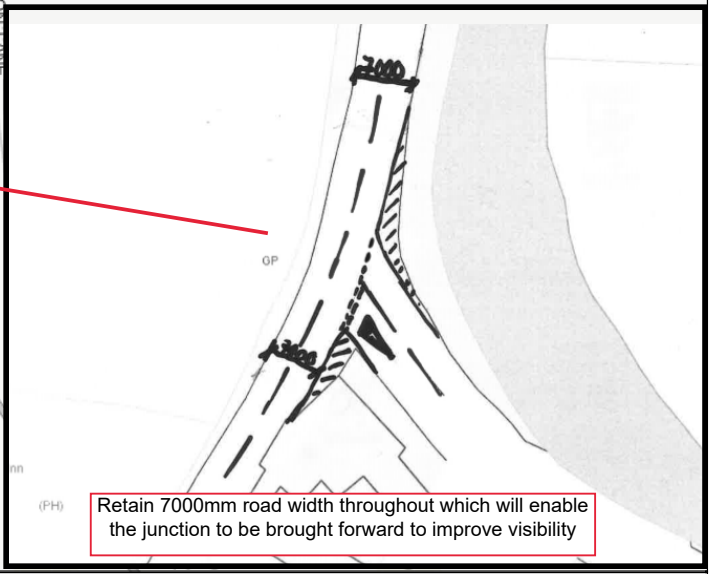 7000
GP
7000
nn
(PH)
Retain 7000mm road width throughout which will enable
the junction to be brought forward to improve visibility